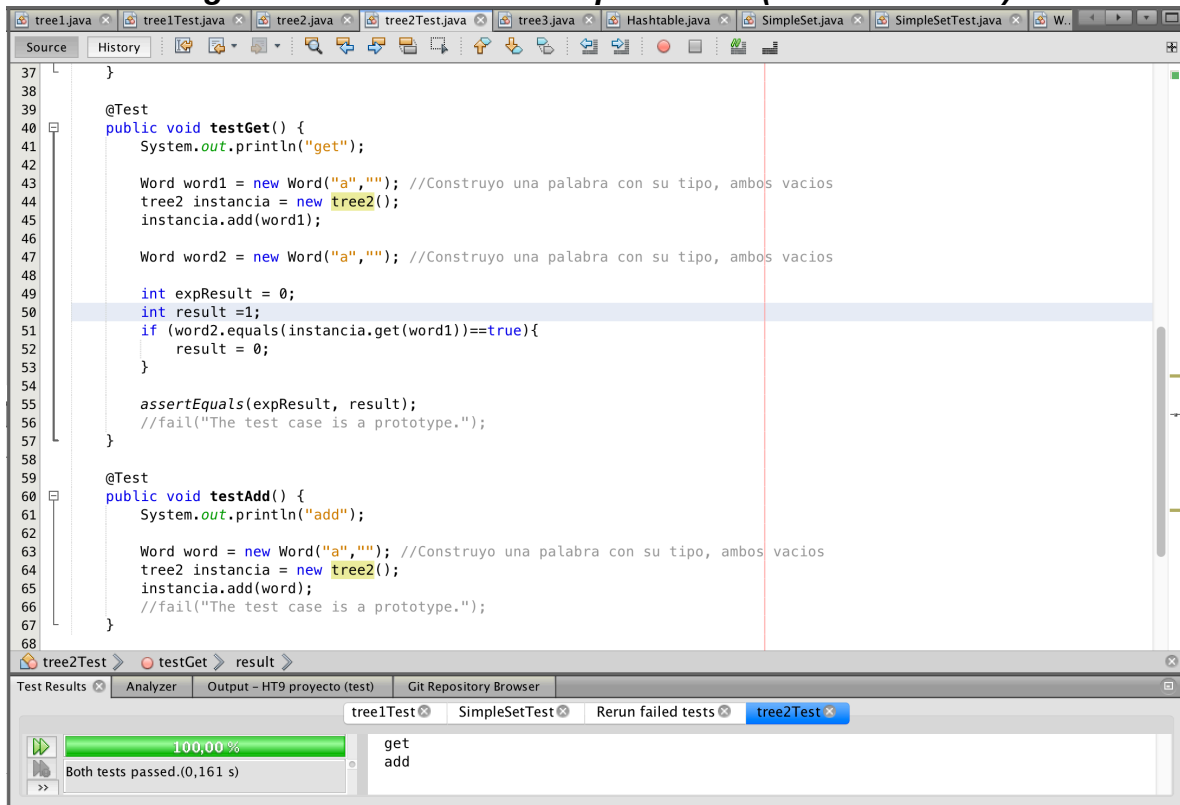 tree1.java tree1Test.java tree2.java tree2Test.java tree3.java Hashtable.java SimpleSet.java SimpleSetTest.java W..
Source History
37 }
38
39 @Test
40 public void testGet() {
41 System.out.println("get");
42
43 Word word1 = new Word("a",""); //Construyo una palabra con su tipo, ambos vacios
44 tree2 instancia = new tree2();
45 instancia.add(word1);
46
47 Word word2 = new Word("a",""); //Construyo una palabra con su tipo, ambos vacios
48
49 int expResult = 0;
50 int result =1;
51 if (word2.equals(instancia.get(word1))==true){
52 result = 0;
53 }
54
55 assertEquals(expResult, result);
56 //fail("The test case is a prototype.");
57 }
58
59 @Test
60 public void testAdd() {
61 System.out.println("add");
62
63 Word word = new Word("a",""); //Construyo una palabra con su tipo, ambos vacios
64 tree2 instancia = new tree2();
65 instancia.add(word);
66 //fail("The test case is a prototype.");
67 }
68
tree2Test testGet result
Test Results Analyzer Output – HT9 proyecto (test) Git Repository Browser
tree1Test SimpleSetTest Rerun failed tests tree2Test
100,00 %
Both tests passed.(0,161 s)
>>
get
add